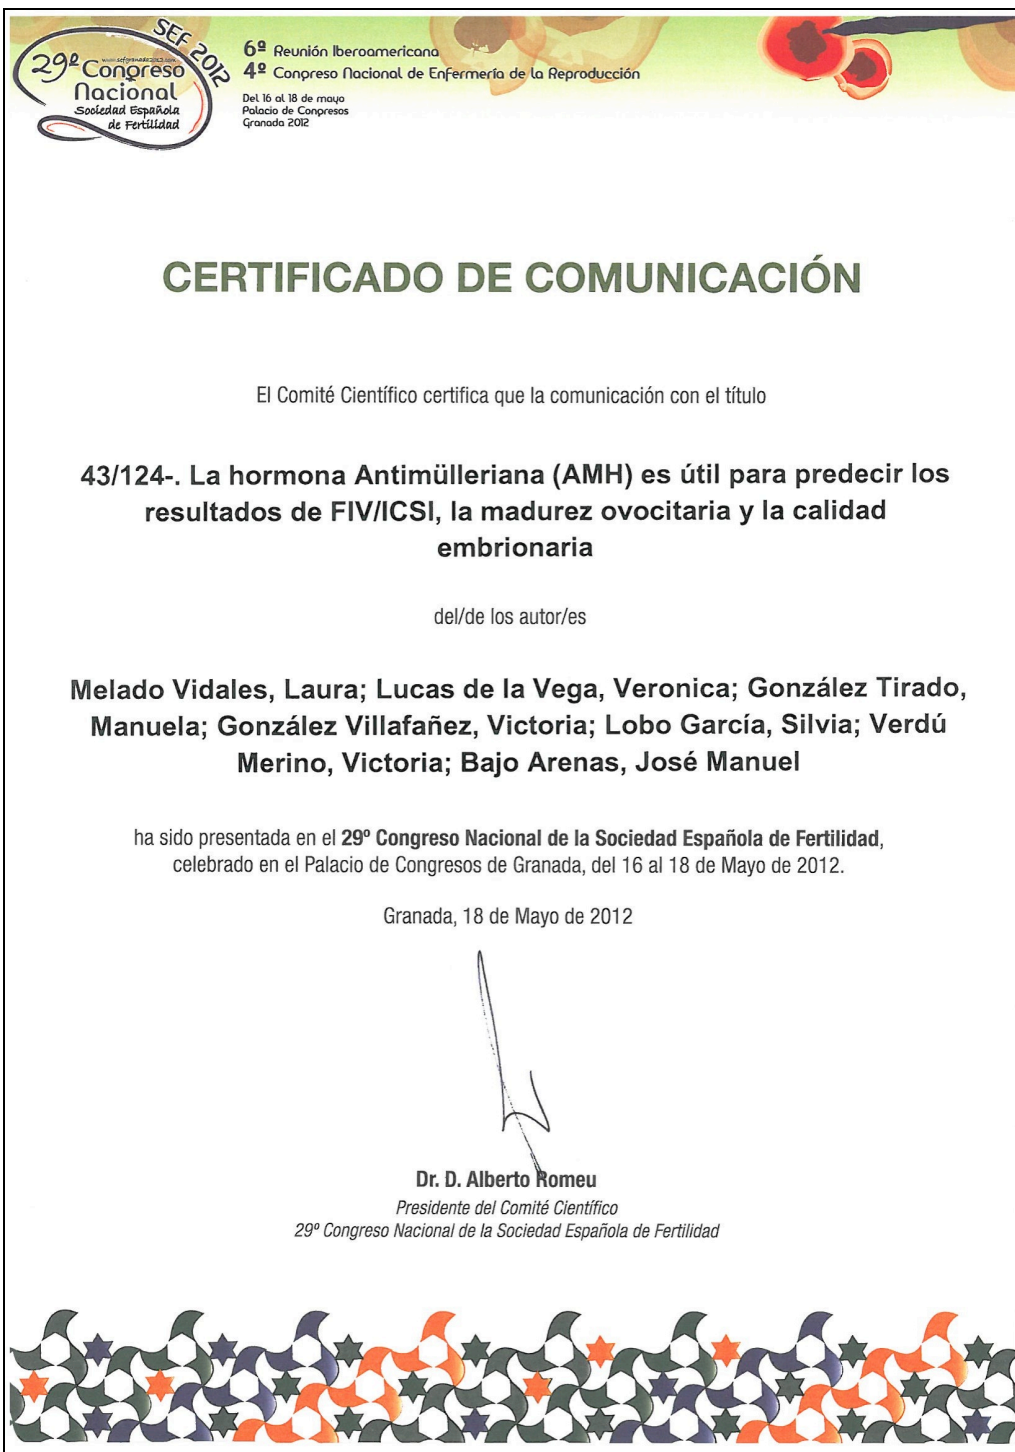 SEF 2012
www.sefgranada2012.com
29º Congreso
Nacional
Sociedad Española
de Fertilidad
6º Reunión Iberoamericana
4º Congreso Nacional de Enfermería de la Reproducción
Del 16 al 18 de mayo
Palacio de Congresos
Granada 2012
CERTIFICADO DE COMUNICACIÓN
El Comité Científico certifica que la comunicación con el título
43/124-. La hormona Antimülleriana (AMH) es útil para predecir los
resultados de FIV/ICSI, la madurez ovocitaria y la calidad
embrionaria
del/de los autor/es
Melado Vidales, Laura; Lucas de la Vega, Veronica; González Tirado,
Manuela; González Villafañez, Victoria; Lobo García, Silvia; Verdú
Merino, Victoria; Bajo Arenas, José Manuel
ha sido presentada en el 29º Congreso Nacional de la Sociedad Española de Fertilidad,
celebrado en el Palacio de Congresos de Granada, del 16 al 18 de Mayo de 2012.
Granada, 18 de Mayo de 2012
Dr. D. Alberto Romeu
Presidente del Comité Científico
29º Congreso Nacional de la Sociedad Española de Fertilidad